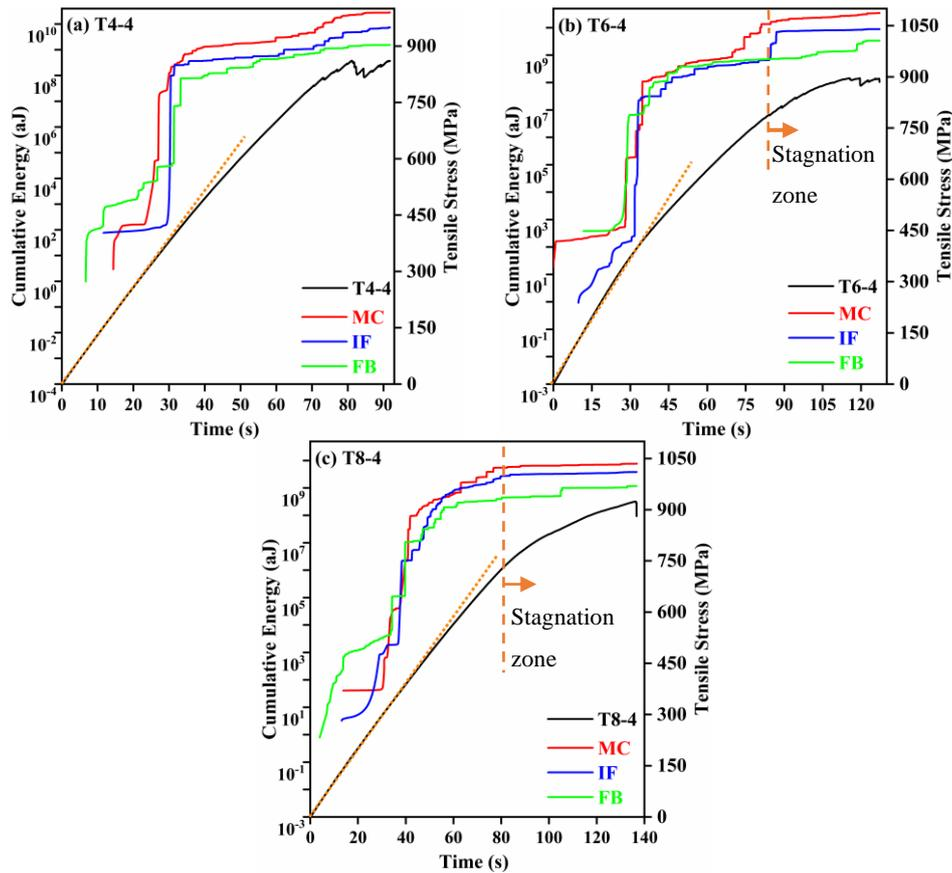 (a) T4-4
Cumulative Energy (aJ)
10^10
10^8
10^6
10^4
10^2
10^0
10^-2
10^-4
0 10 20 30 40 50 60 70 80 90
Time (s)
900
750
600
450
300
150
0
Tensile Stress (MPa)
T4-4
MC
IF
FB
(b) T6-4
Cumulative Energy (aJ)
10^9
10^7
10^5
10^3
10^1
10^-1
10^-3
0 15 30 45 60 75 90 105 120
Time (s)
1050
900
750
600
450
300
150
0
Tensile Stress (MPa)
Stagnation
zone
T6-4
MC
IF
FB
(c) T8-4
Cumulative Energy (aJ)
10^9
10^7
10^5
10^3
10^1
10^-1
10^-3
0 20 40 60 80 100 120 140
Time (s)
1050
900
750
600
450
300
150
0
Tensile Stress (MPa)
Stagnation
zone
T8-4
MC
IF
FB